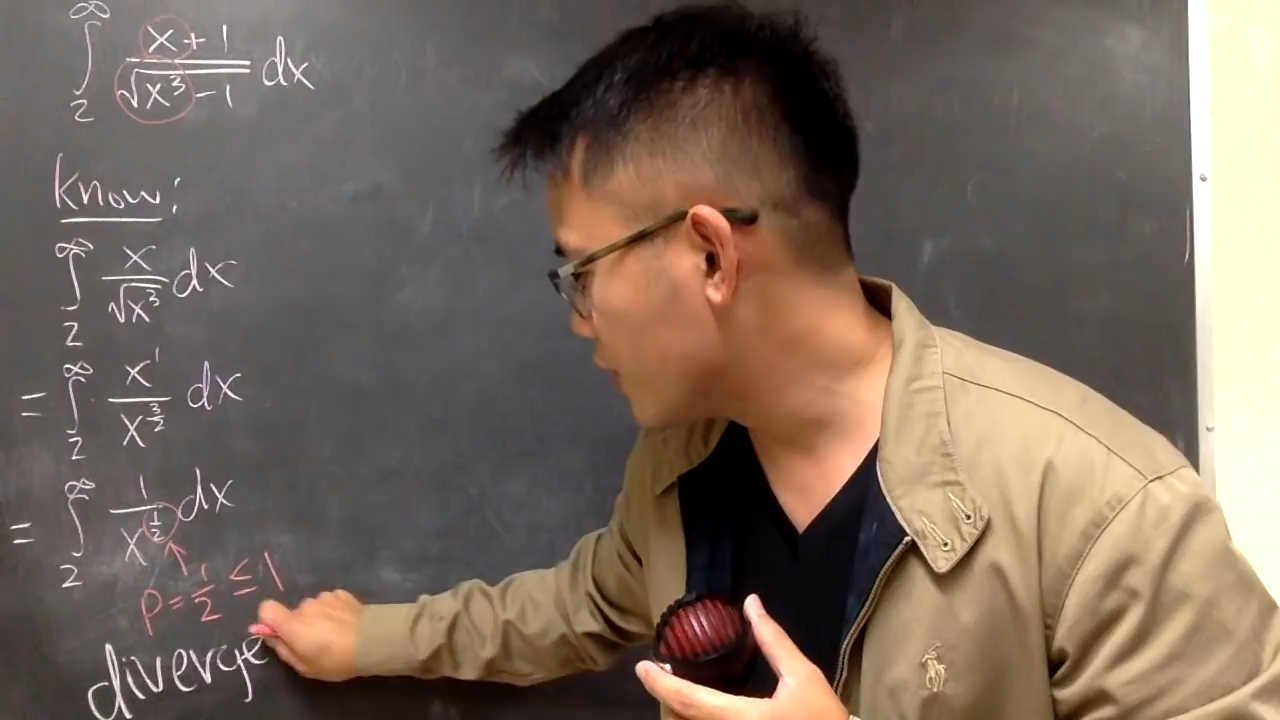 ∫₂^∞ (x + 1)/(√x³ - 1) dx
Know:
∫₂^∞ x/√x³ dx
= ∫₂^∞ x¹/x^(3/2) dx
= ∫₂^∞ 1/x^(1/2) dx
p = 1/2 ≤ 1
diverge